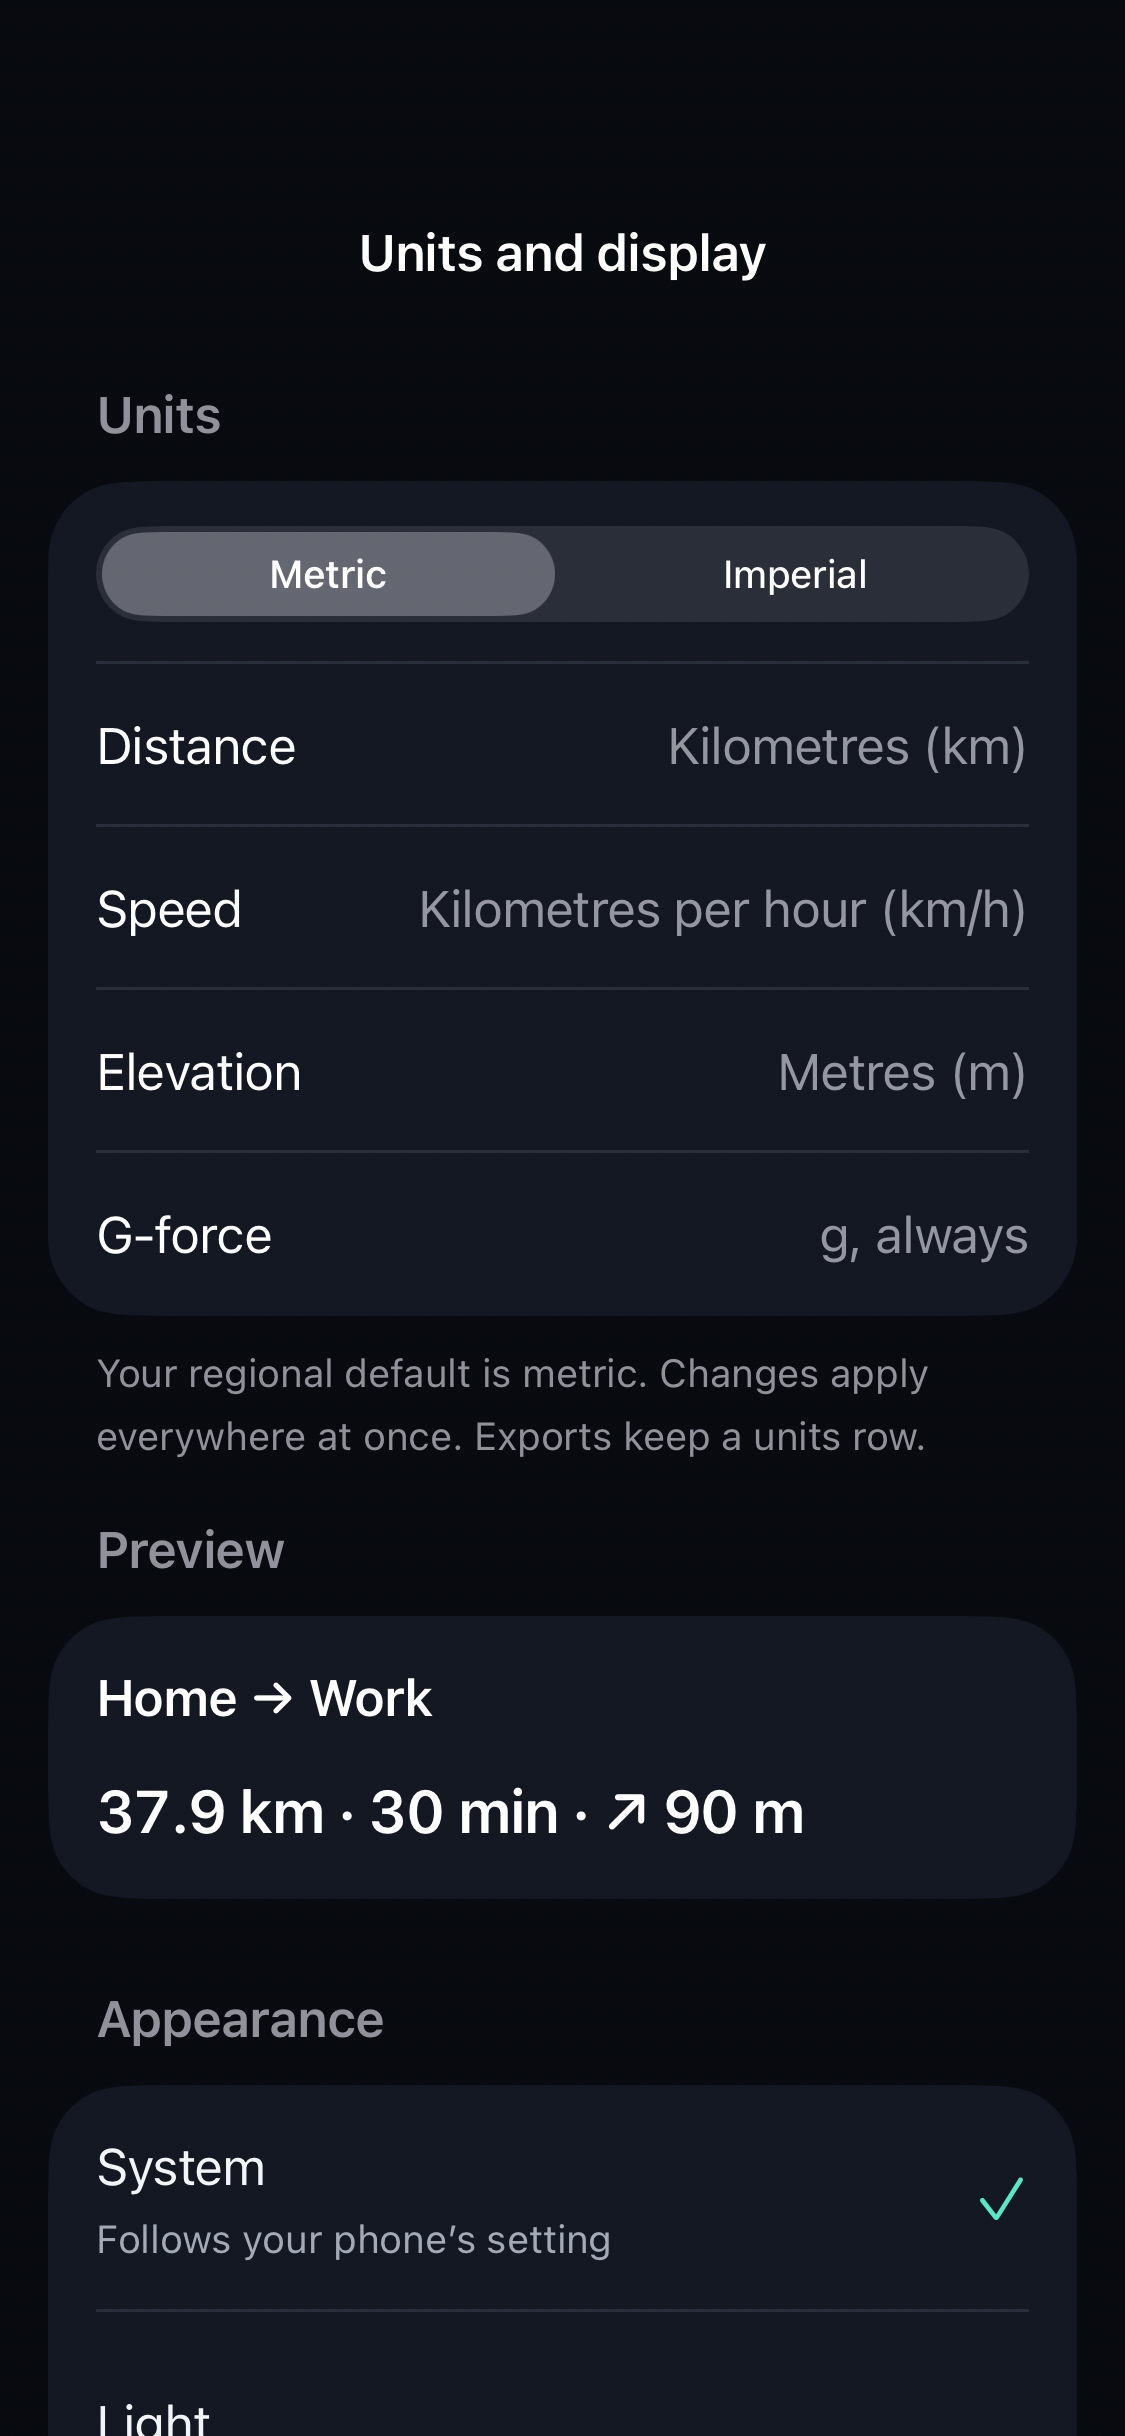 Units and display
Units
Metric
Imperial
Distance
Kilometres (km)
Speed
Kilometres per hour (km/h)
Elevation
Metres (m)
G-force
g, always
Your regional default is metric. Changes apply
everywhere at once. Exports keep a units row.
Preview
Home → Work
37.9 km · 30 min · ↗ 90 m
Appearance
System
Follows your phone’s setting
Light